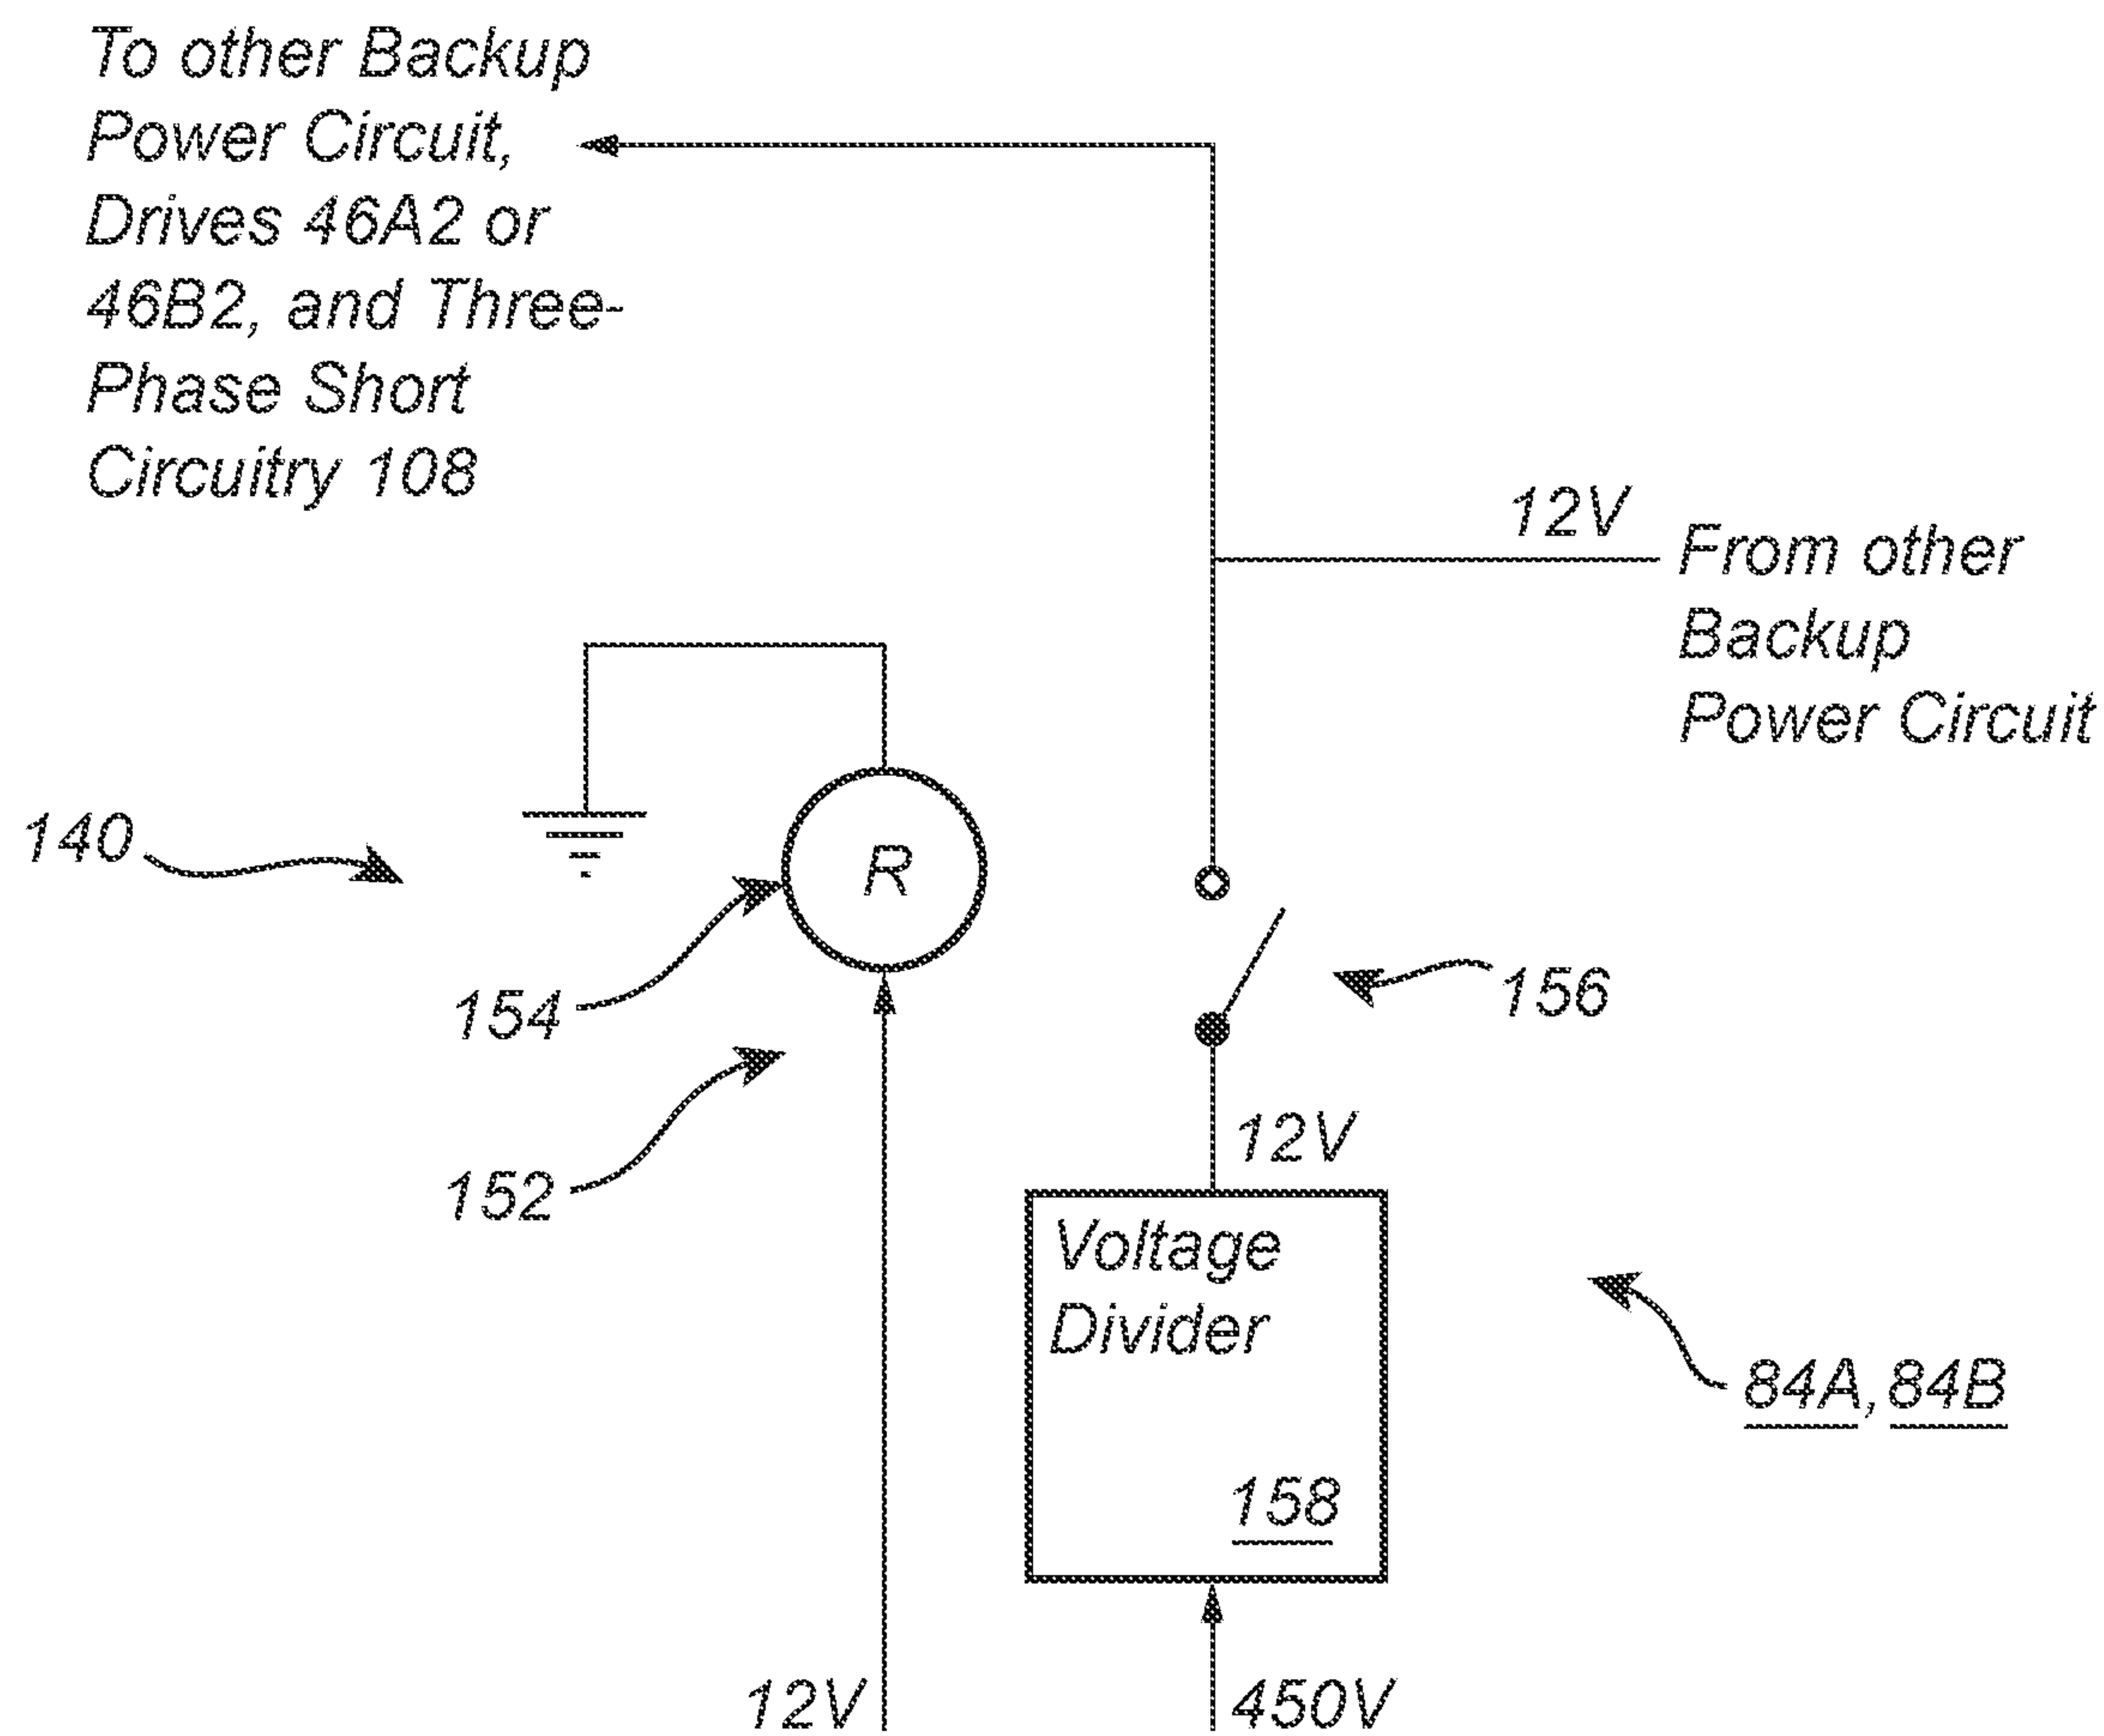 To other Backup
Power Circuit,
Drives 46A2 or
46B2, and Three-
Phase Short
Circuitry 108
12V
From other
Backup
Power Circuit
140
R
154
156
152
12V
Voltage
Divider
158
84A, 84B
12V
450V